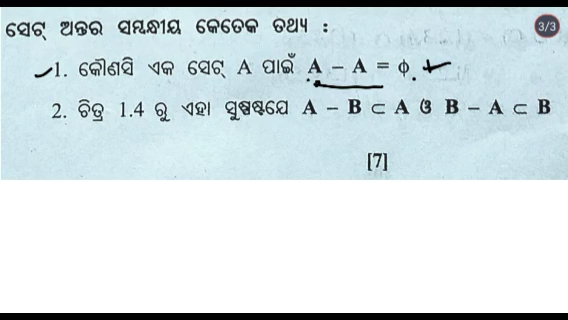 ସେଟ୍ ଅନ୍ତର ସମ୍ବନ୍ଧୀୟ କେତେକ ତଥ୍ୟ :
3/3
1. କୌଣସି ଏକ ସେଟ୍ A ପାଇଁ A – A = ϕ .
2. ଚିତ୍ର 1.4 ରୁ ଏହା ସୁଷ୍ପଷ୍ଟଯେ A – B ⊂ A ଓ B – A ⊂ B
[7]